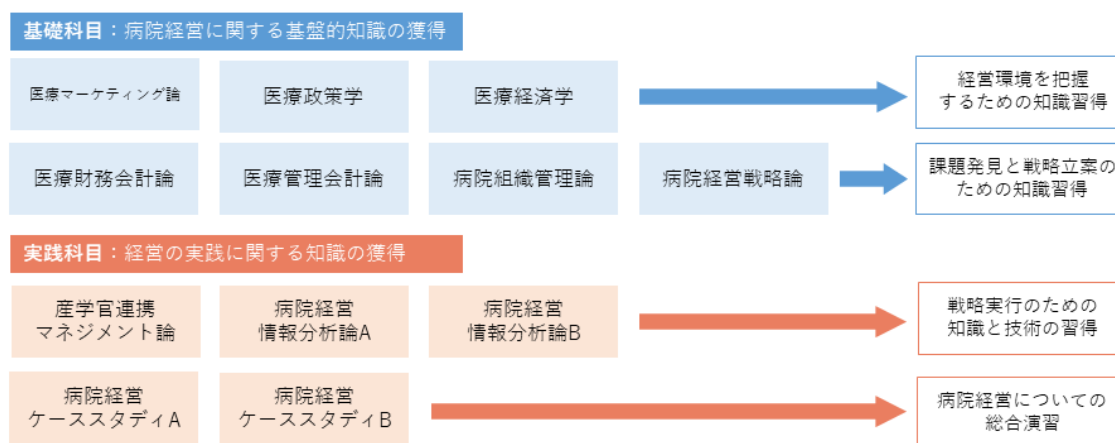 基礎科目：病院経営に関する基盤的知識の獲得
医療マーケティング論
医療政策学
医療経済学
経営環境を把握
するための知識習得
医療財務会計論
医療管理会計論
病院組織管理論
病院経営戦略論
課題発見と戦略立案の
ための知識習得
実践科目：経営の実践に関する知識の獲得
産学官連携
マネジメント論
病院経営
情報分析論A
病院経営
情報分析論B
戦略実行のための
知識と技術の習得
病院経営
ケーススタディA
病院経営
ケーススタディB
病院経営についての
総合演習